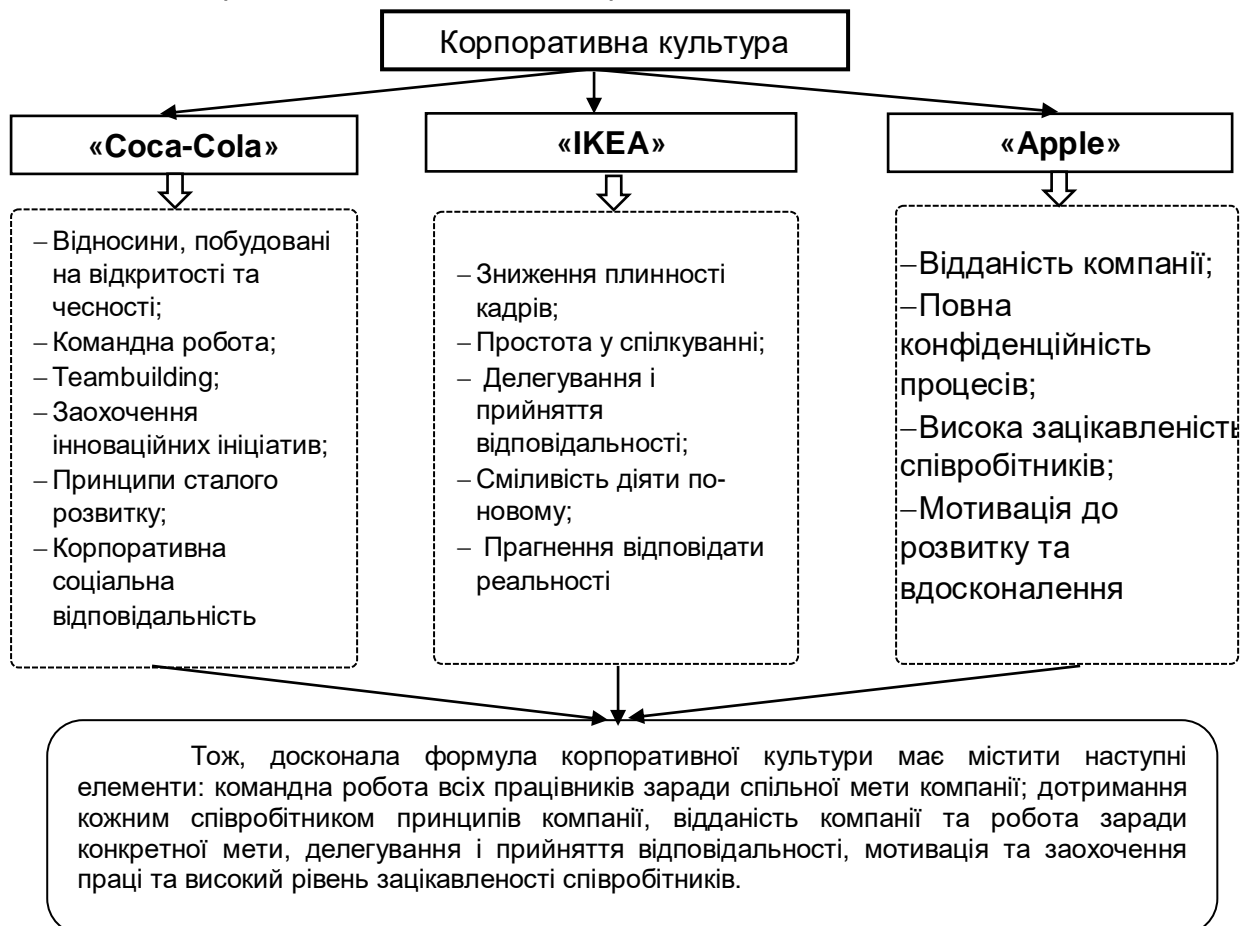 Корпоративна культура
«Coca-Cola»
«IKEA»
«Apple»
– Відносини, побудовані
на відкритості та
чесності;
– Командна робота;
– Teambuilding;
– Заохочення
інноваційних ініціатив;
– Принципи сталого
розвитку;
– Корпоративна
соціальна
відповідальність
– Зниження плинності
кадрів;
– Простота у спілкуванні;
– Делегування і
прийняття
відповідальності;
– Сміливість діяти по-
новому;
– Прагнення відповідати
реальності
–Відданість компанії;
–Повна
конфіденційність
процесів;
–Висока зацікавленість
співробітників;
–Мотивація до
розвитку та
вдосконалення
Тож, досконала формула корпоративної культури має містити наступні
елементи: командна робота всіх працівників заради спільної мети компанії; дотримання
кожним співробітником принципів компанії, відданість компанії та робота заради
конкретної мети, делегування і прийняття відповідальності, мотивація та заохочення
праці та високий рівень зацікавленості співробітників.